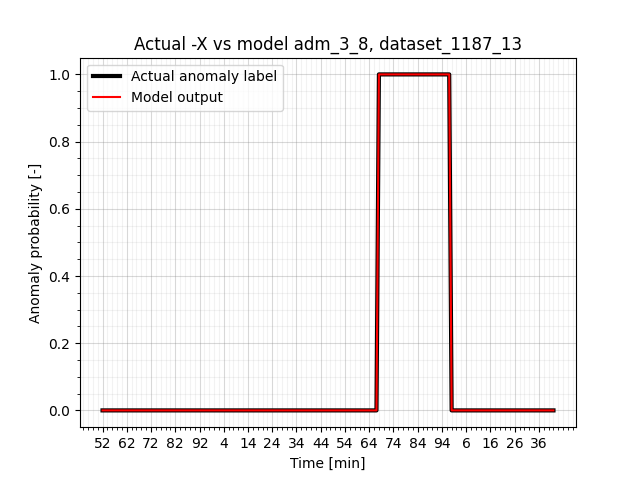 Actual -X vs model adm_3_8, dataset_1187_13
Actual anomaly label
Model output
Anomaly probability [-]
1.0
0.8
0.6
0.4
0.2
0.0
52 62 72 82 92 4 14 24 34 44 54 64 74 84 94 6 16 26 36
Time [min]